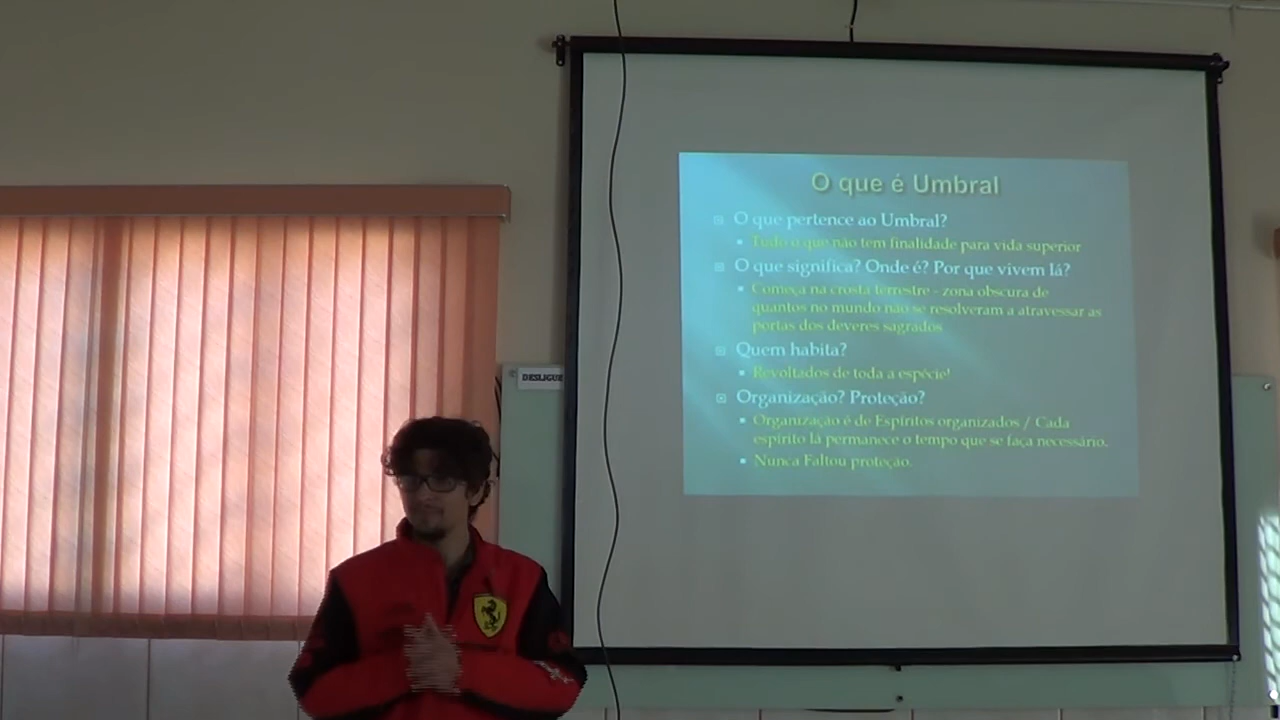 O que é Umbral
O que pertence ao Umbral?
Tudo o que não tem finalidade para vida superior
O que significa? Onde é? Por que vivem lá?
Começa na crosta terrestre - zona obscura de
quantos no mundo não se resolveram a atravessar as
portas dos deveres sagrados
Quem habita?
Revoltados de toda a espécie!
Organização? Proteção?
Organização é de Espíritos organizados / Cada
espírito lá permanece o tempo que se faça necessário.
Nunca Faltou proteção.
DESLIGUE